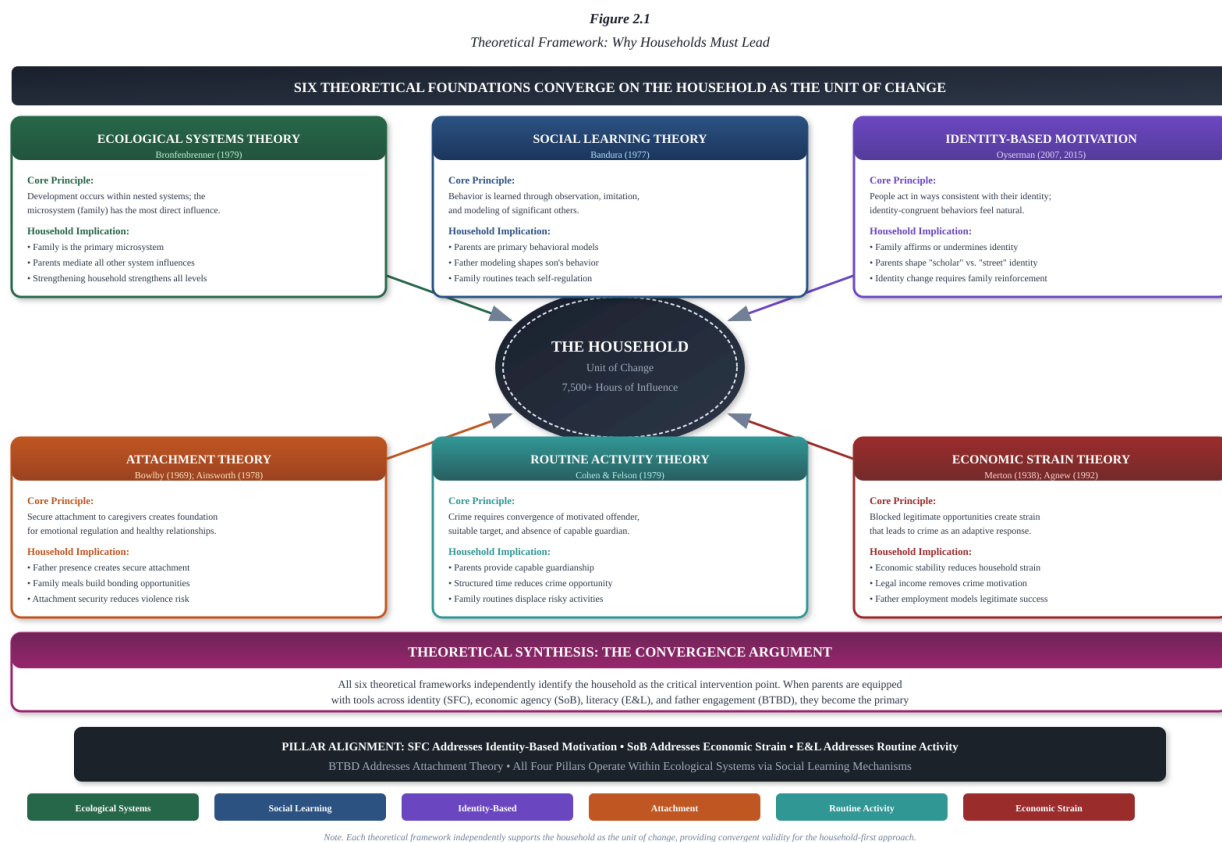 Figure 2.1
Theoretical Framework: Why Households Must Lead
SIX THEORETICAL FOUNDATIONS CONVERGE ON THE HOUSEHOLD AS THE UNIT OF CHANGE
ECOLOGICAL SYSTEMS THEORY
Bronfenbrenner (1979)
Core Principle:
Development occurs within nested systems; the
microsystem (family) has the most direct influence.
Household Implication:
• Family is the primary microsystem
• Parents mediate all other system influences
• Strengthening household strengthens all levels
SOCIAL LEARNING THEORY
Bandura (1977)
Core Principle:
Behavior is learned through observation, imitation,
and modeling of significant others.
Household Implication:
• Parents are primary behavioral models
• Father modeling shapes son's behavior
• Family routines teach self-regulation
IDENTITY-BASED MOTIVATION
Oyserman (2007, 2015)
Core Principle:
People act in ways consistent with their identity;
identity-congruent behaviors feel natural.
Household Implication:
• Family affirms or undermines identity
• Parents shape "scholar" vs. "street" identity
• Identity change requires family reinforcement
THE HOUSEHOLD
Unit of Change
7,500+ Hours of Influence
ATTACHMENT THEORY
Bowlby (1969); Ainsworth (1978)
Core Principle:
Secure attachment to caregivers creates foundation
for emotional regulation and healthy relationships.
Household Implication:
• Father presence creates secure attachment
• Family meals build bonding opportunities
• Attachment security reduces violence risk
ROUTINE ACTIVITY THEORY
Cohen & Felson (1979)
Core Principle:
Crime requires convergence of motivated offender,
suitable target, and absence of capable guardian.
Household Implication:
• Parents provide capable guardianship
• Structured time reduces crime opportunity
• Family routines displace risky activities
ECONOMIC STRAIN THEORY
Merton (1938); Agnew (1992)
Core Principle:
Blocked legitimate opportunities create strain
that leads to crime as an adaptive response.
Household Implication:
• Economic stability reduces household strain
• Legal income removes crime motivation
• Father employment models legitimate success
THEORETICAL SYNTHESIS: THE CONVERGENCE ARGUMENT
All six theoretical frameworks independently identify the household as the critical intervention point. When parents are equipped
with tools across identity (SFC), economic agency (SoB), literacy (E&L), and father engagement (BTBD), they become the primary
PILLAR ALIGNMENT: SFC Addresses Identity-Based Motivation • SoB Addresses Economic Strain • E&L Addresses Routine Activity
BTBD Addresses Attachment Theory • All Four Pillars Operate Within Ecological Systems via Social Learning Mechanisms
Ecological Systems
Social Learning
Identity-Based
Attachment
Routine Activity
Economic Strain
Note. Each theoretical framework independently supports the household as the unit of change, providing convergent validity for the household-first approach.